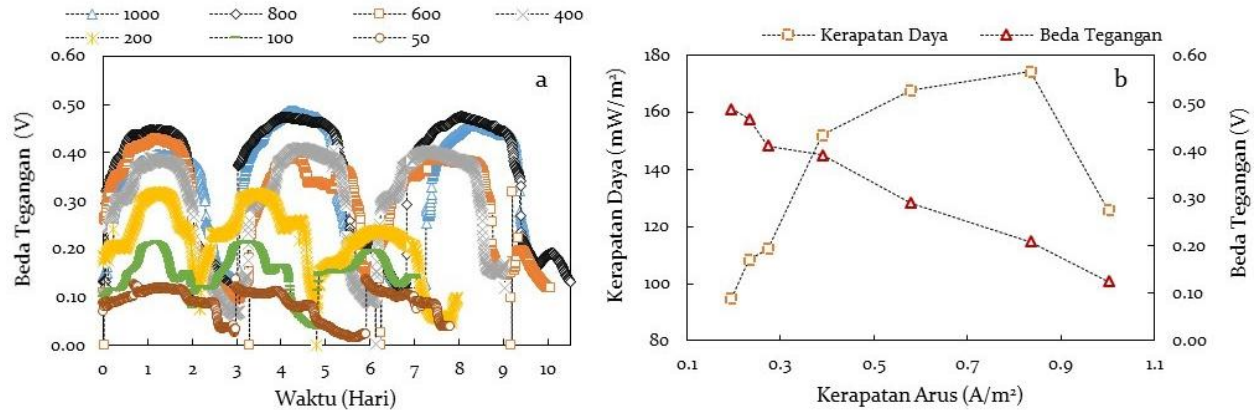 1000 800 600 400
200 100 50
a
Beda Tegangan (V)
0.60
0.50
0.40
0.30
0.20
0.10
0.00
0 1 2 3 4 5 6 7 8 9 10
Waktu (Hari)
Kerapatan Daya Beda Tegangan
b
Kerapatan Daya (mW/m²)
180
160
140
120
100
80
0.60
0.50
0.40
0.30
0.20
0.10
0.00
Beda Tegangan (V)
0.1 0.3 0.5 0.7 0.9 1.1
Kerapatan Arus (A/m²)